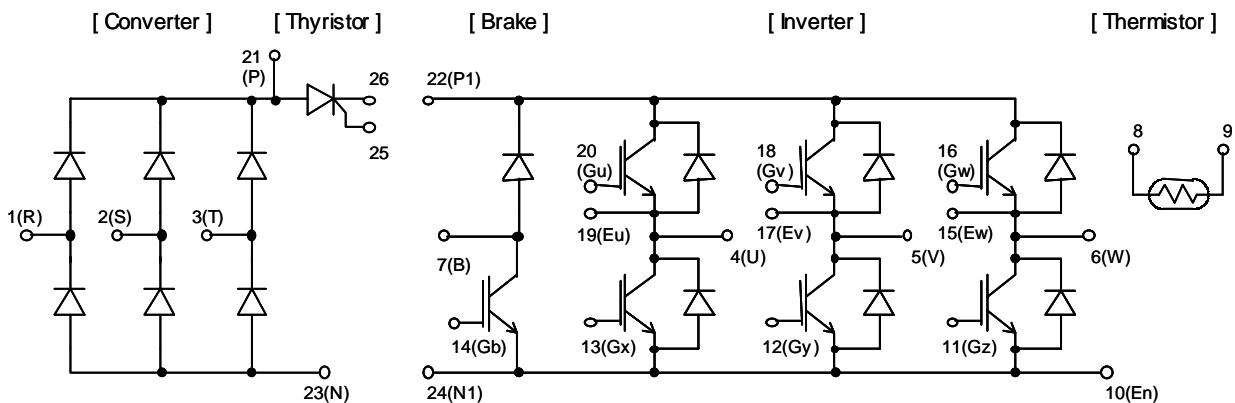 [ Converter ] [ Thyristor ] [ Brake ] [ Inverter ] [ Thermistor ]
21
(P)
26
22(P1)
25
20
(Gu)
18
(Gv)
16
(Gw)
8
9
1(R)
2(S)
3(T)
19(Eu)
17(Ev)
15(Ew)
7(B)
4(U)
5(V)
6(W)
14(Gb)
13(Gx)
12(Gy)
11(Gz)
23(N)
24(N1)
10(En)